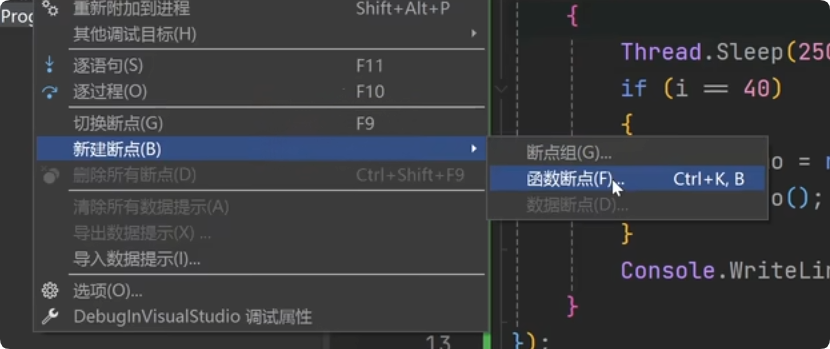 Prog
重新附加到进程 Shift+Alt+P
其他调试目标(H)
逐语句(S) F11
逐过程(O) F10
切换断点(G) F9
新建断点(B)
删除所有断点(D) Ctrl+Shift+F9
清除所有数据提示(A)
导出数据提示(X) ...
导入数据提示(I)...
选项(O)...
DebugInVisualStudio 调试属性
断点组(G)...
函数断点(F)... Ctrl+K, B
数据断点(D)...
{
Thread.Sleep(250
if (i == 40)
{
o = n
o();
}
Console.WriteLin
}
13 });